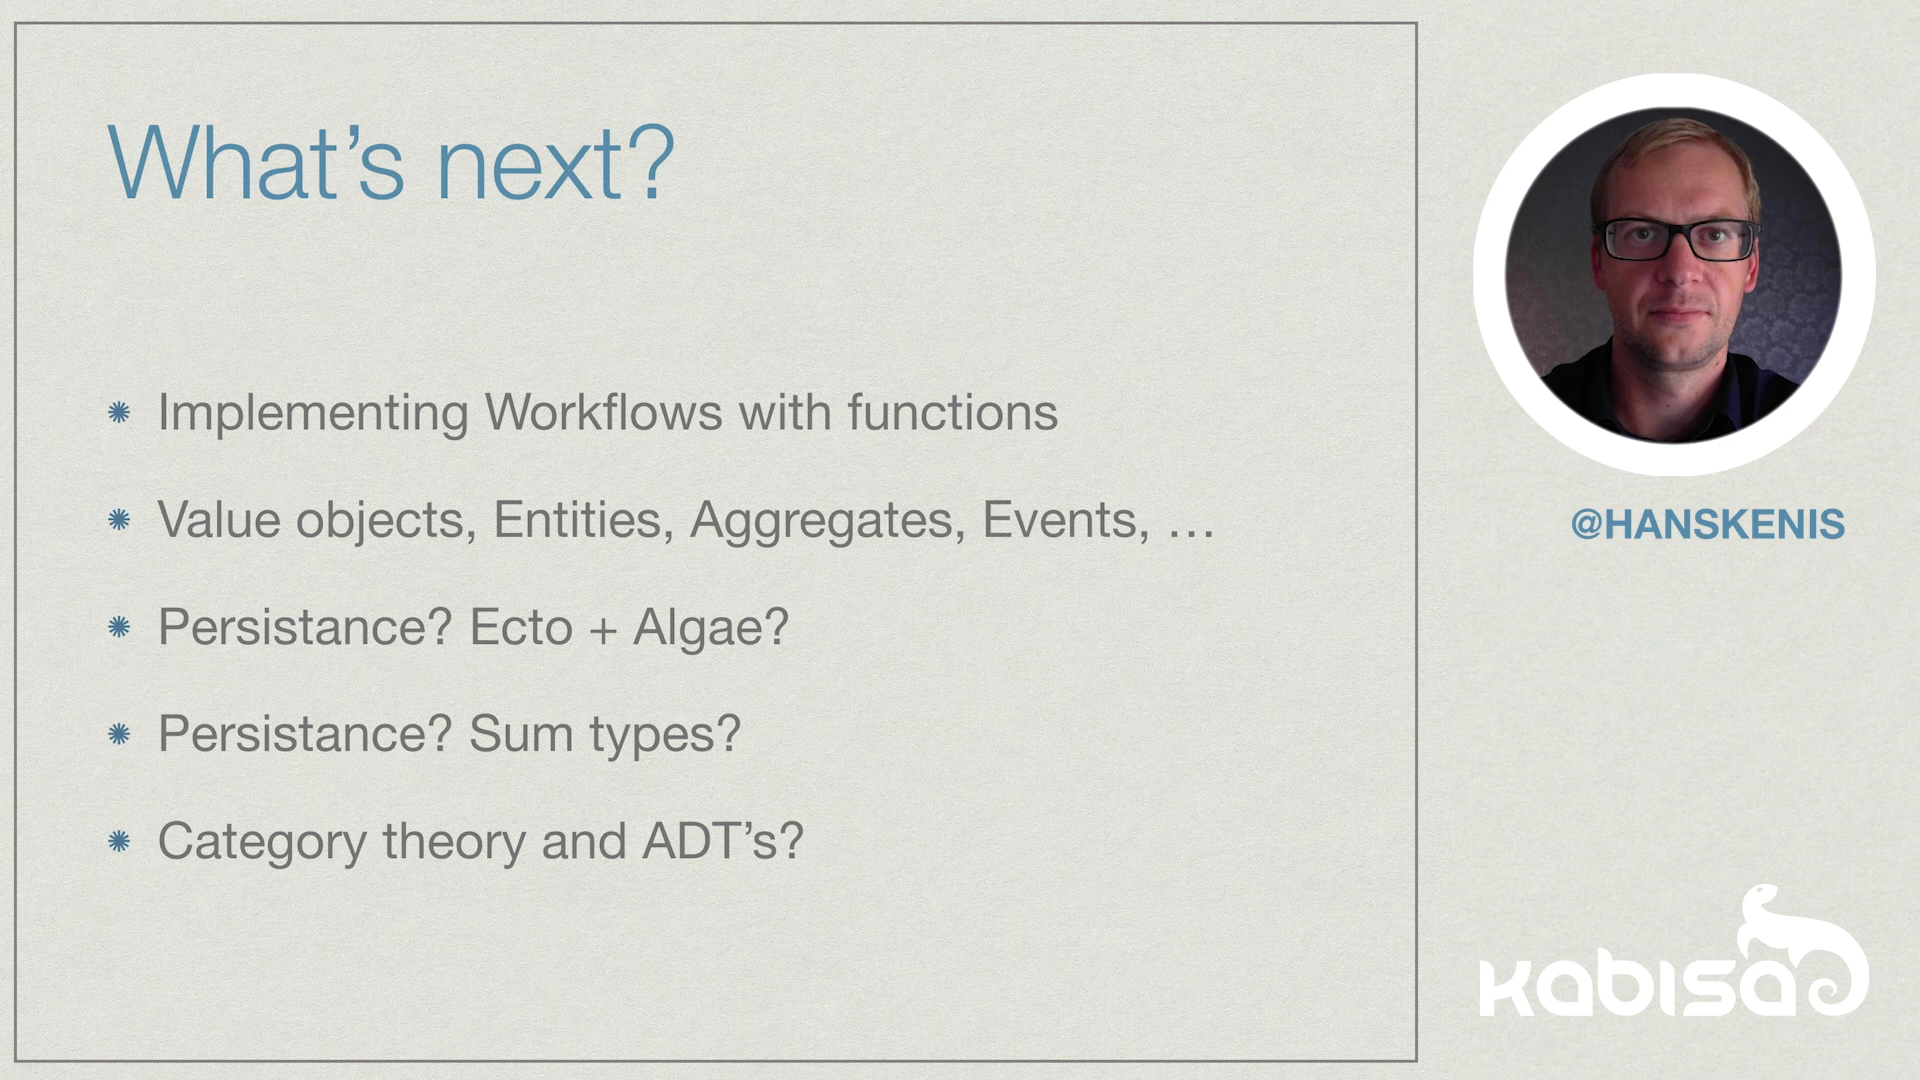 What’s next?
Implementing Workflows with functions
Value objects, Entities, Aggregates, Events, …
Persistance? Ecto + Algae?
Persistance? Sum types?
Category theory and ADT’s?
@HANSKENIS
kabisa